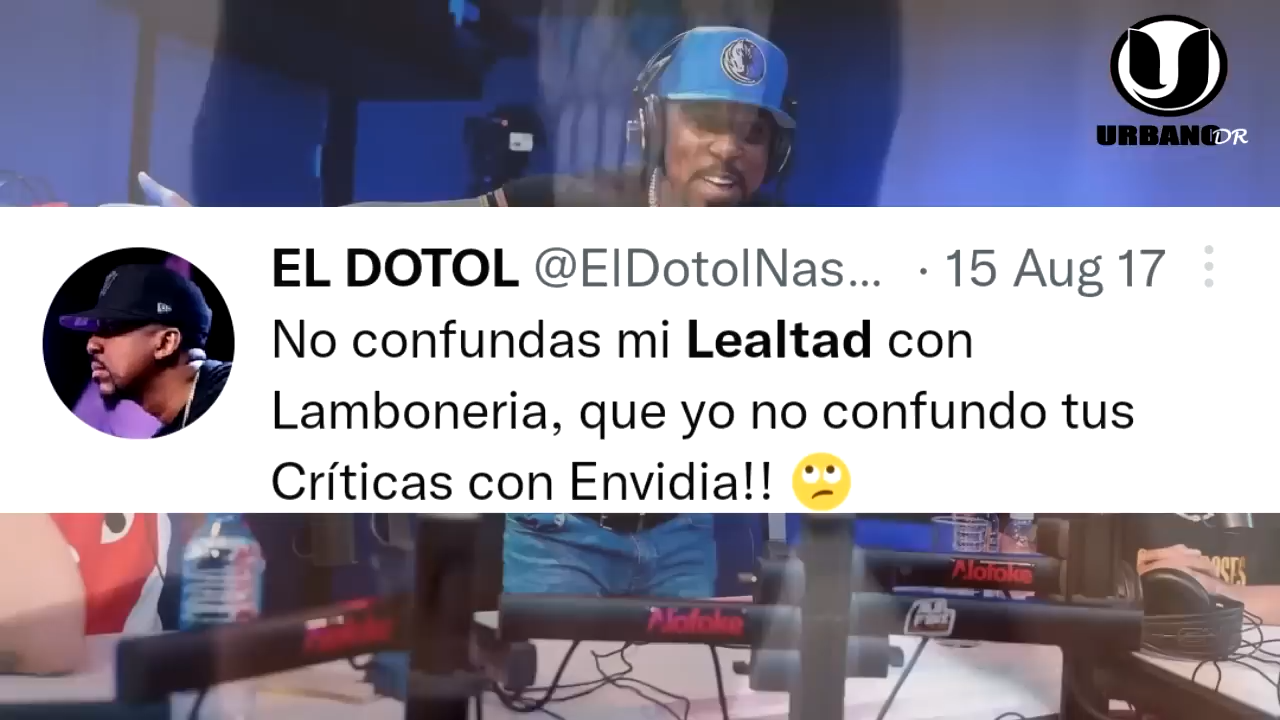 URBANO DR
EL DOTOL @ElDotolNas... · 15 Aug 17
No confundas mi Lealtad con
Lamboneria, que yo no confundo tus
Críticas con Envidia!! 🙄
Alofoke
Alofoke
Alofoke